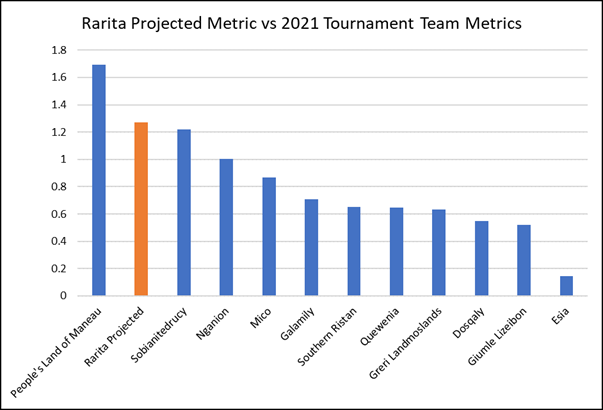 Rarita Projected Metric vs 2021 Tournament Team Metrics
1.8
1.6
1.4
1.2
1
0.8
0.6
0.4
0.2
0
People's Land of Maneau
Rarita Projected
Sobianitedrucy
Nganion
Mico
Galamily
Southern Ristan
Quewenia
Greri Landmoslands
Dosqaly
Giumle Lizeibon
Esia